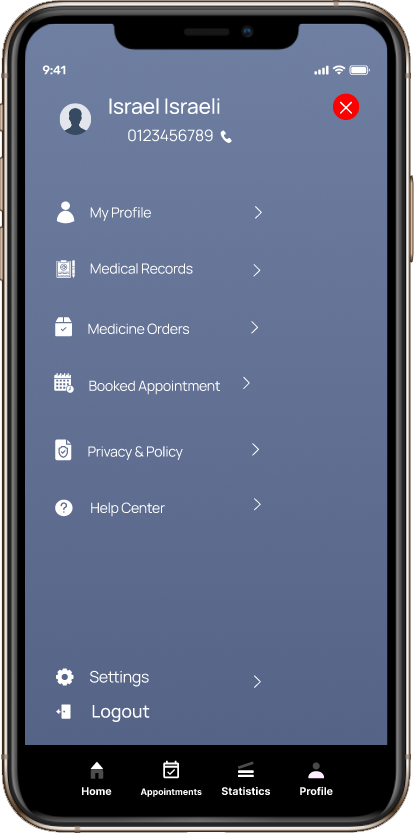 9:41
Israel Israeli
0123456789
My Profile
Medical Records
Medicine Orders
Booked Appointment
Privacy & Policy
Help Center
Settings
Logout
Home Appointments Statistics Profile